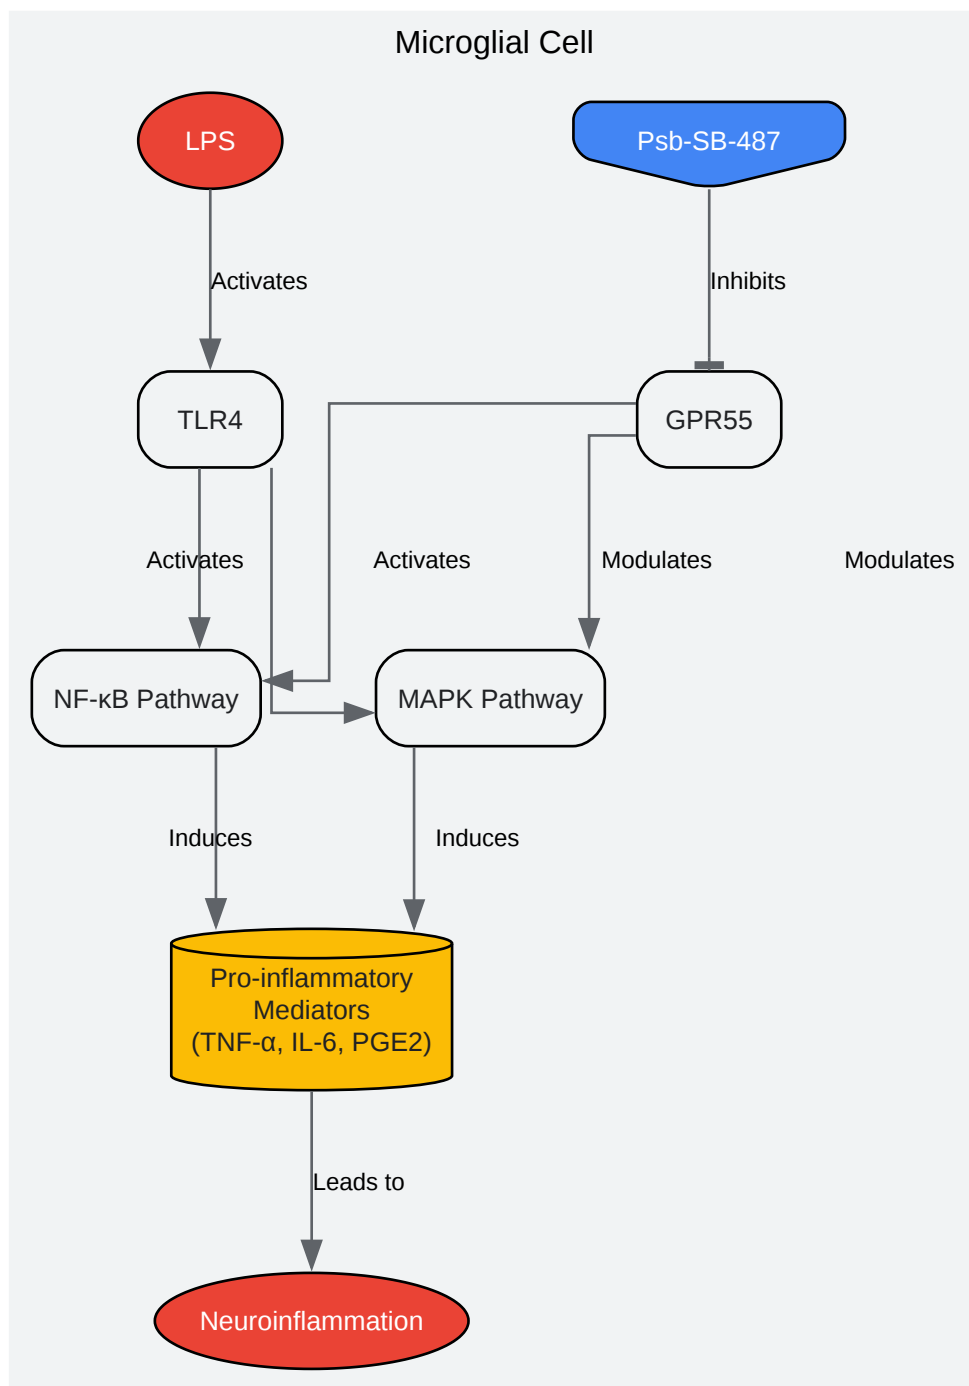 Microglial Cell
LPS
Psb-SB-487
Activates
Inhibits
TLR4
GPR55
Activates
Activates
Modulates
Modulates
NF-κB Pathway
MAPK Pathway
Induces
Induces
Pro-inflammatory
Mediators
(TNF-α, IL-6, PGE2)
Leads to
Neuroinflammation